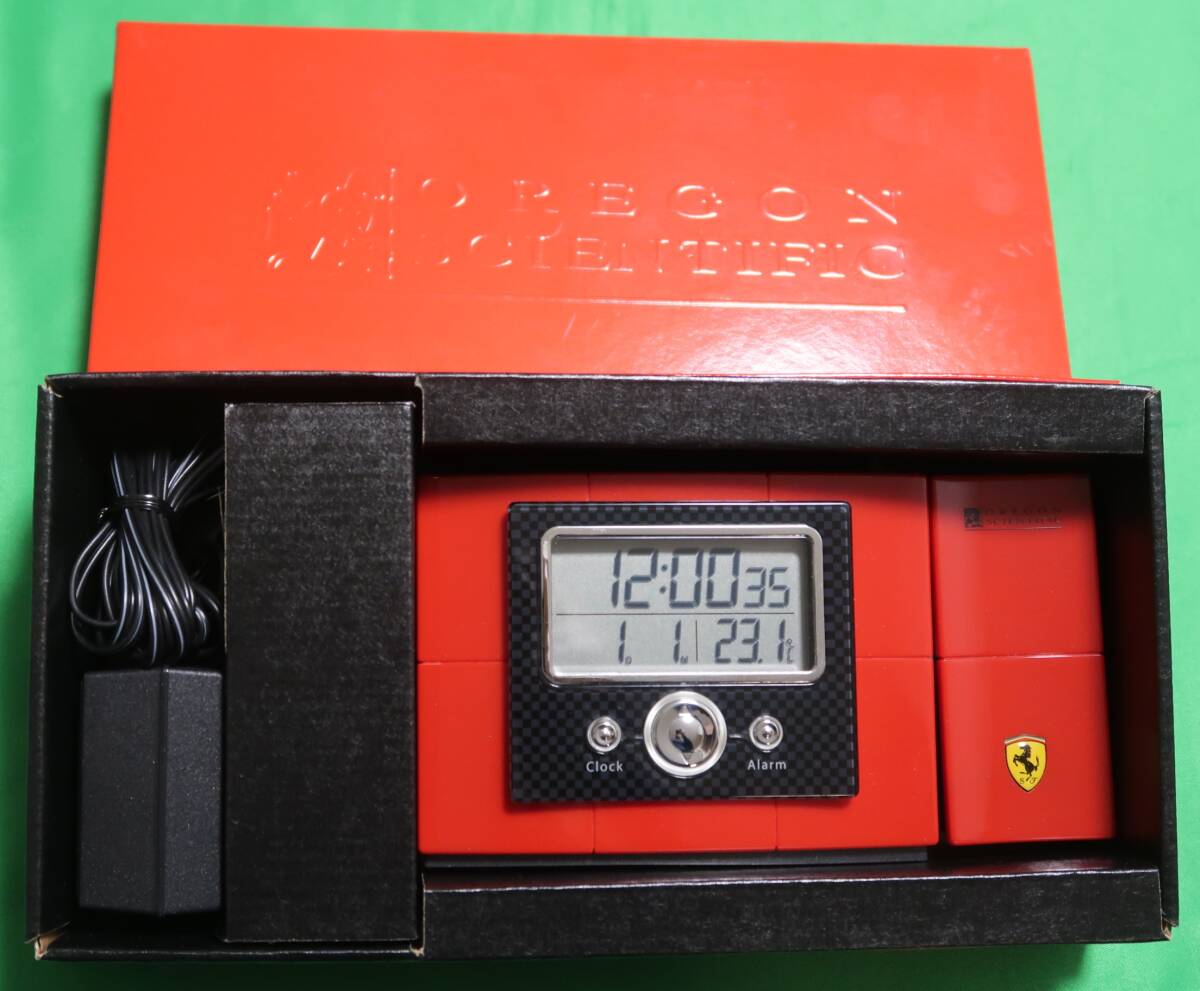 OREGON
SCIENTIFIC
OREGON
SCIENTIFIC
12:00 35
1.D 1.M 23.1°C
Clock Alarm
S F